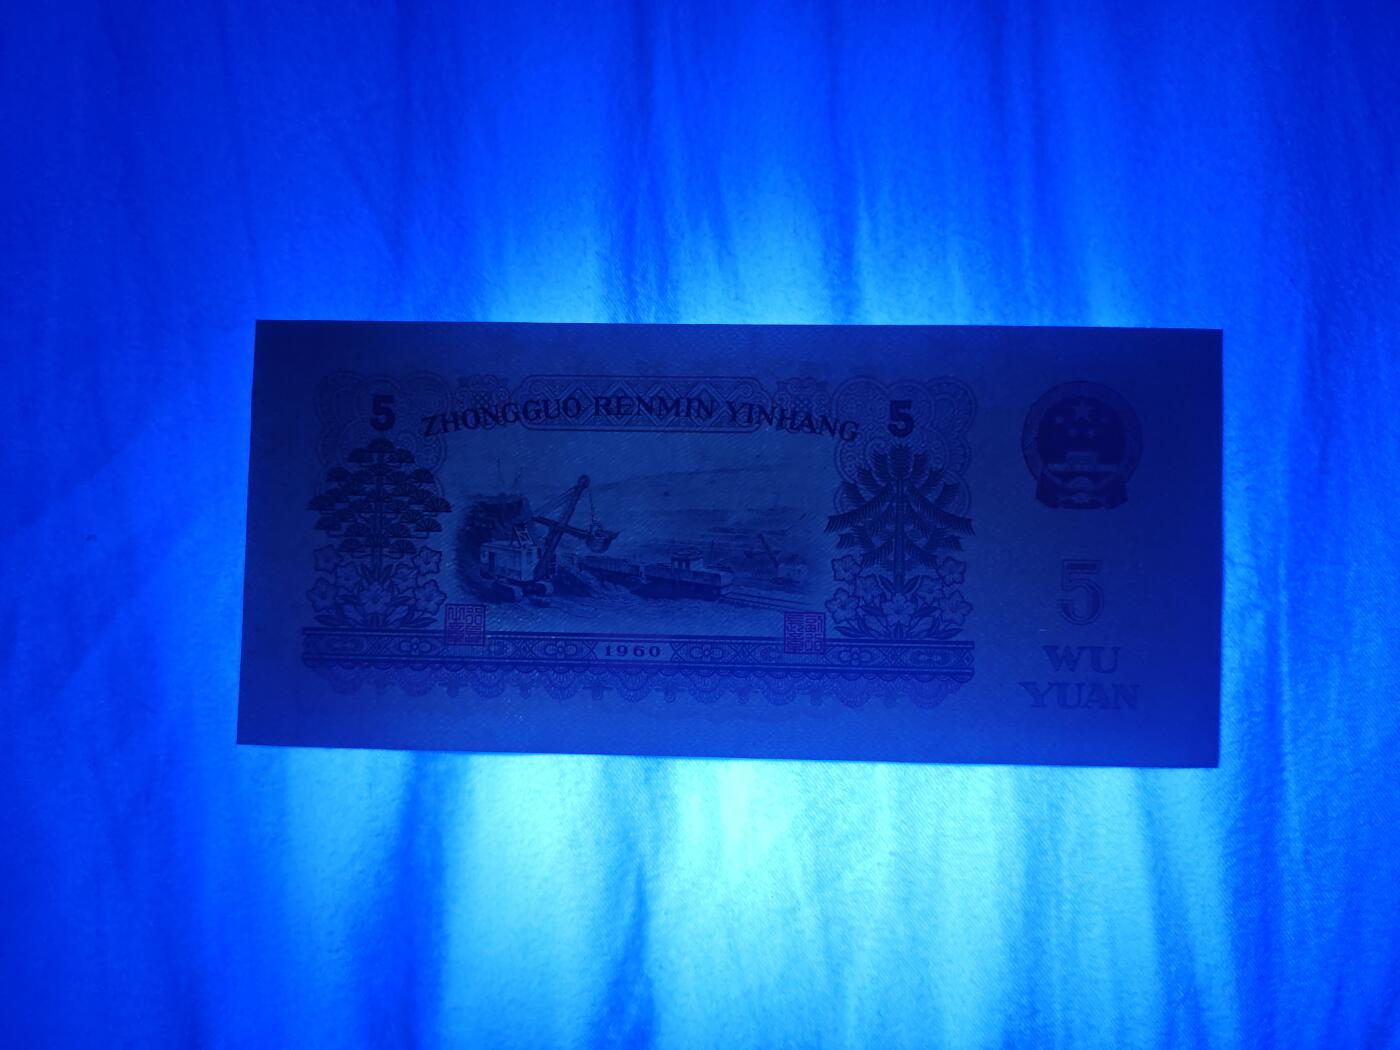 5 ZHONGGUO RENMIN YINHANG 5
1960
5
WU
YUAN